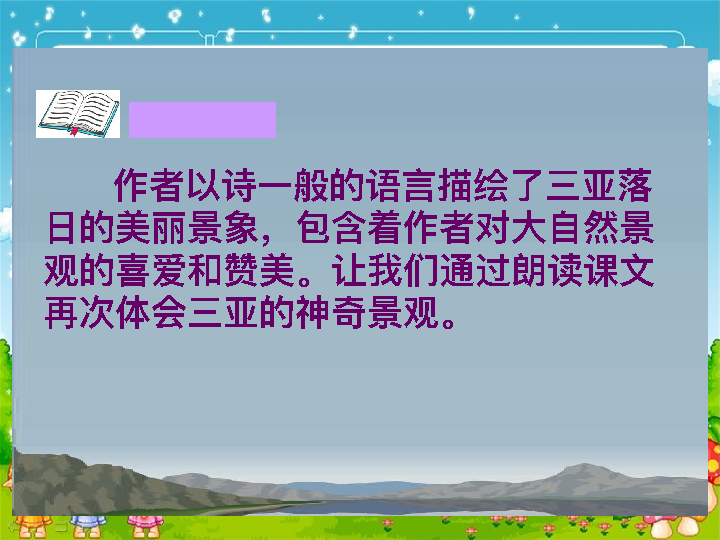 作者以诗一般的语言描绘了三亚落
日的美丽景象，包含着作者对大自然景
观的喜爱和赞美。让我们通过朗读课文
再次体会三亚的神奇景观。